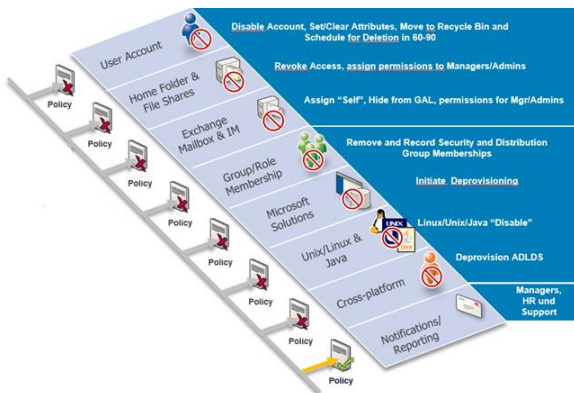 Disable Account, Set/Clear Attributes, Move to Recycle Bin and
Schedule for Deletion in 60-90
User Account
Revoke Access, assign permissions to Managers/Admins
Home Folder &
File Shares
Assign “Self”, Hide from GAL, permissions for Mgr/Admins
Exchange
Mailbox & IM
Remove and Record Security and Distribution
Group Memberships
Group/Role
Membership
Initiate Deprovisioning
Microsoft
Solutions
Linux/Unix/Java “Disable”
UNIX
Unix/Linux &
Java
Deprovision ADLDS
Cross-platform
Managers,
HR und
Support
Notifications/
Reporting
Policy
Policy
Policy
Policy
Policy
Policy
Policy
Policy